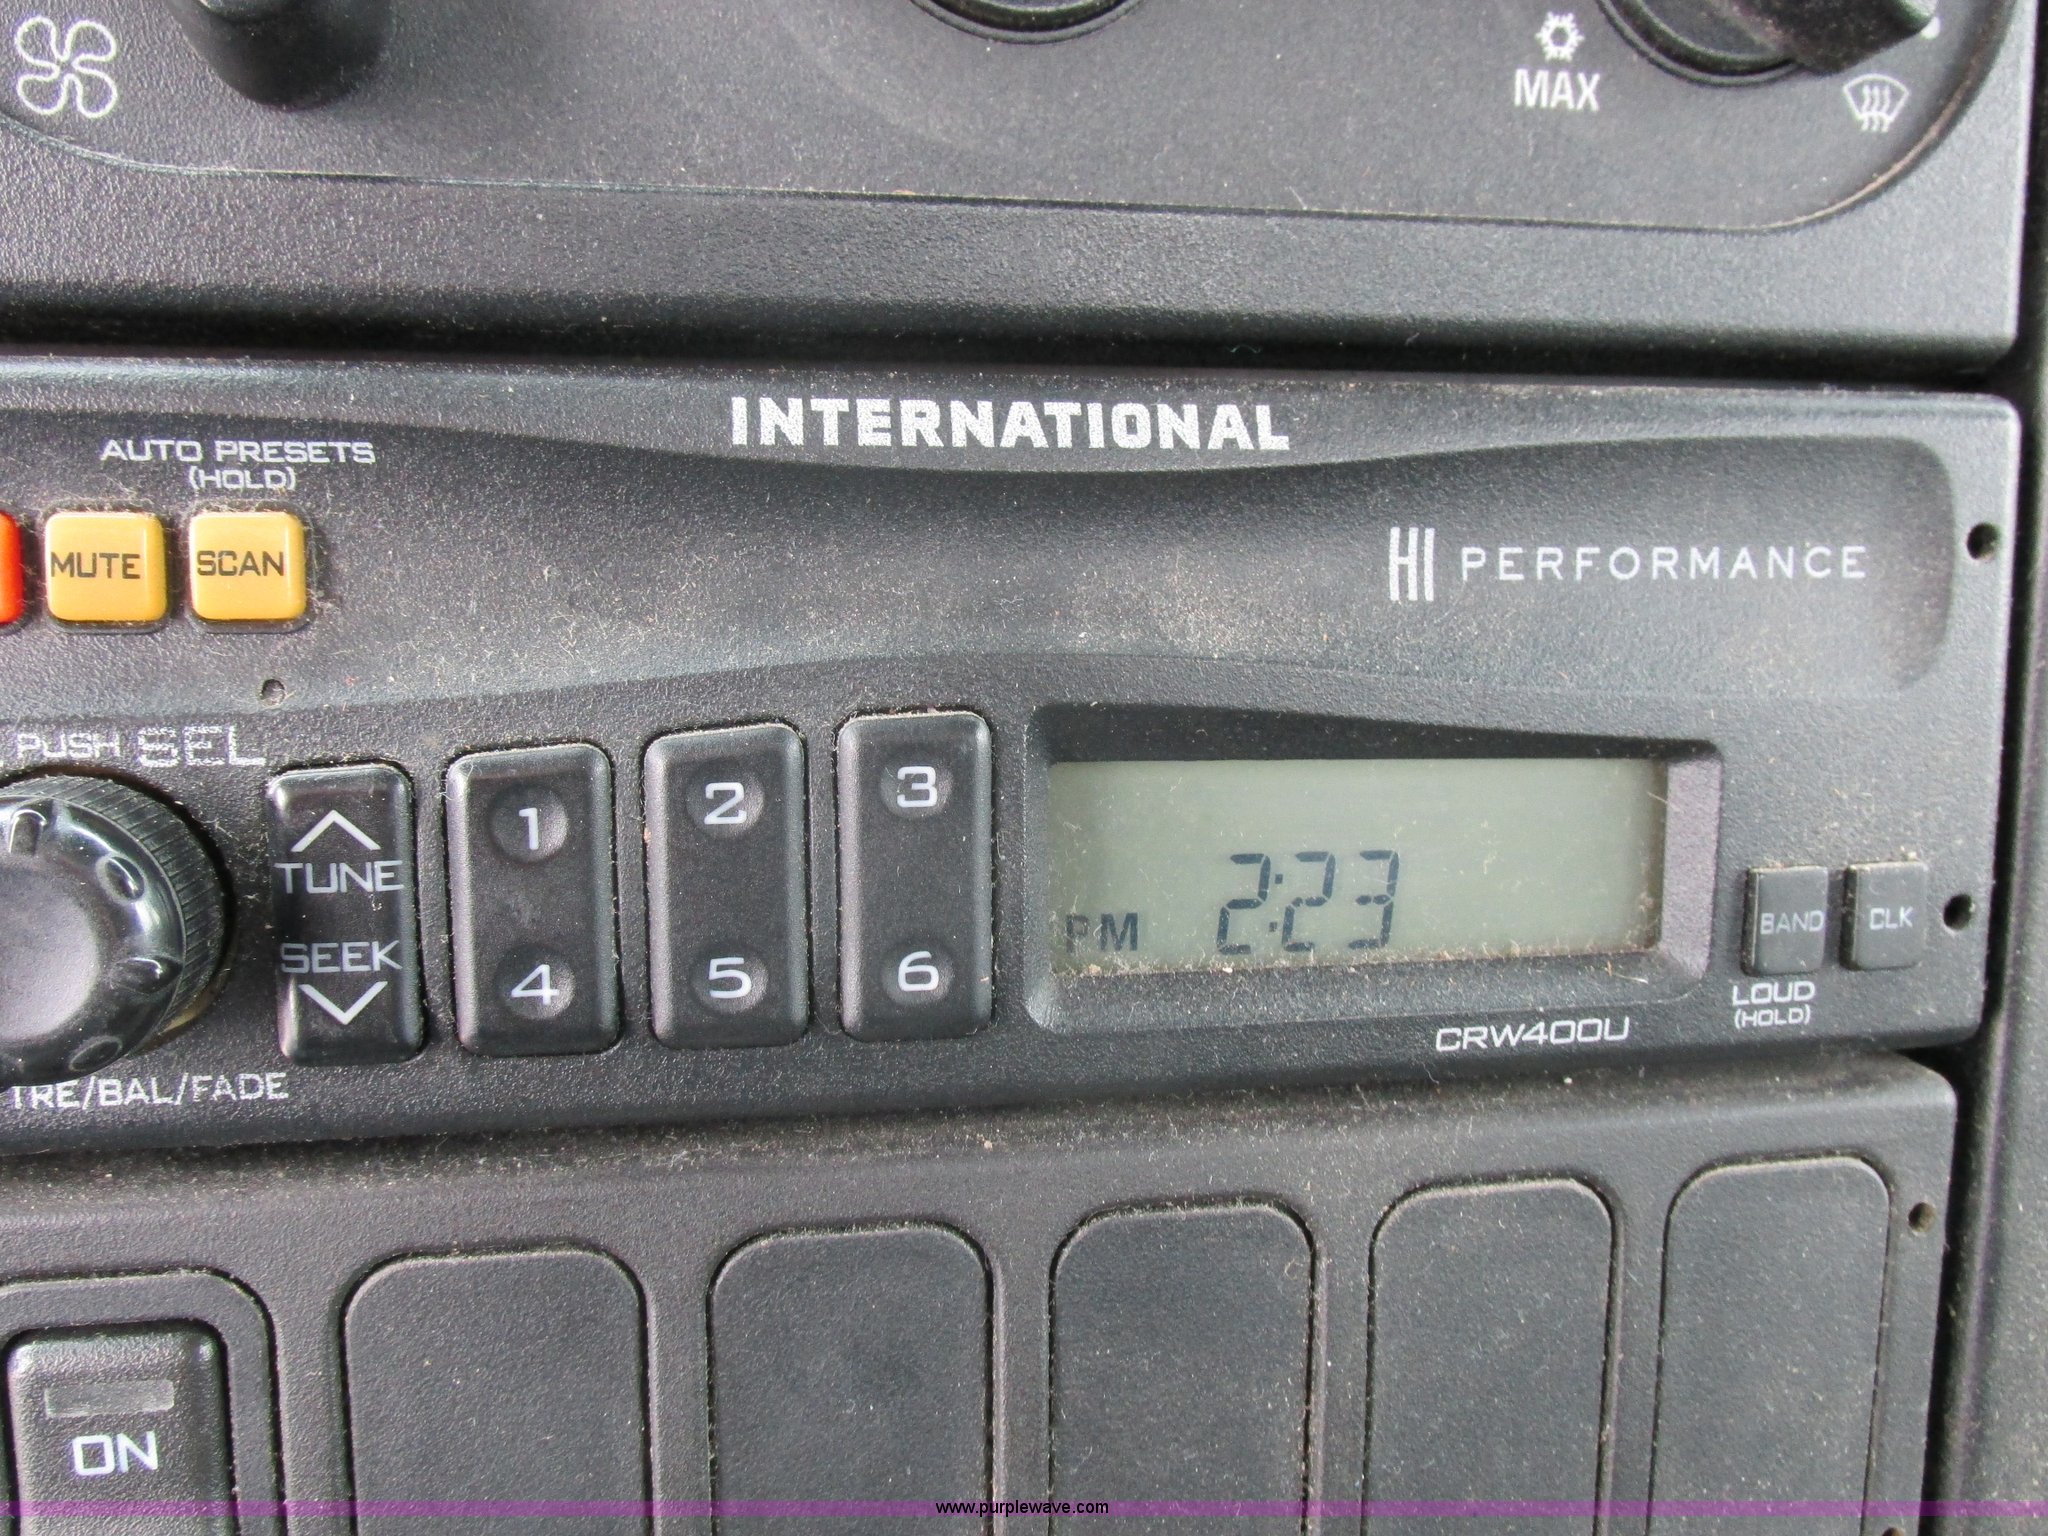 MAX
INTERNATIONAL
AUTO PRESETS
(HOLD)
MUTE
SCAN
HI PERFORMANCE
PUSH SEL
TUNE
SEEK
1
2
3
4
5
6
PM 2:23
BAND
CLK
LOUD
(HOLD)
CRW400U
TRE/BAL/FADE
ON
www.purplewave.com